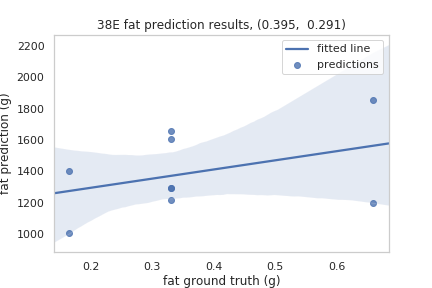 38E fat prediction results, (0.395,  0.291)
fitted line
predictions
fat prediction (g)
2200
2000
1800
1600
1400
1200
1000
0.2 0.3 0.4 0.5 0.6
fat ground truth (g)